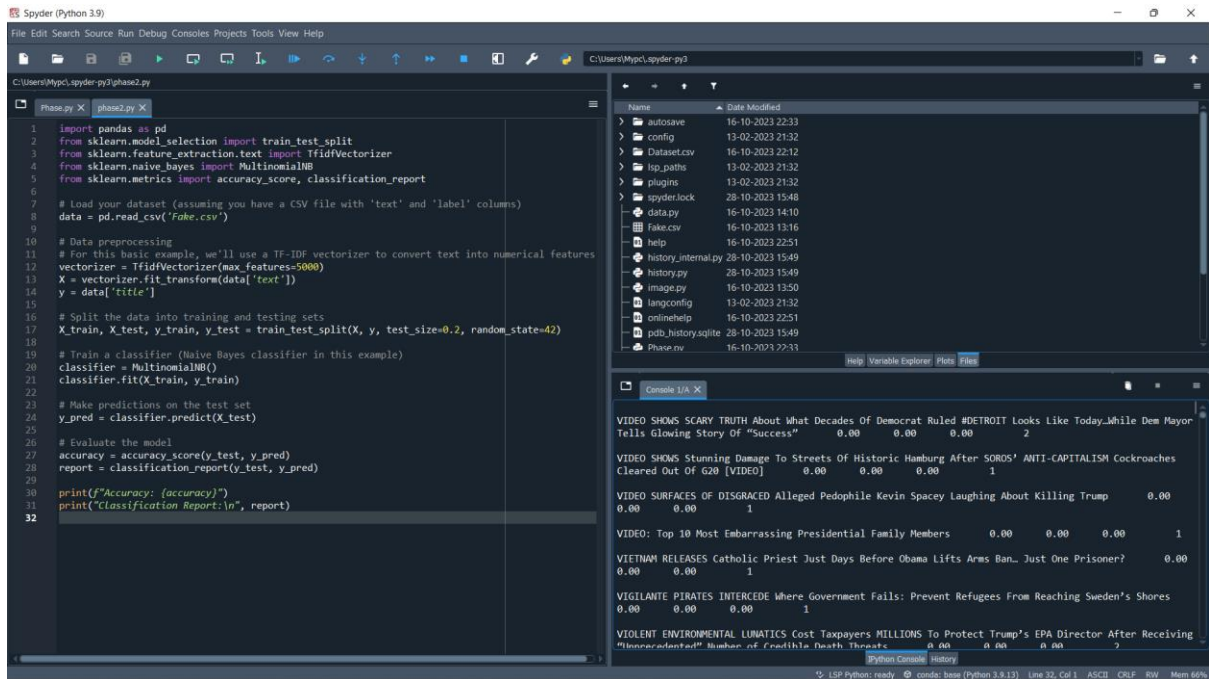 Spyder (Python 3.9)
File Edit Search Source Run Debug Consoles Projects Tools View Help
C:\Users\Mypc\.spyder-py3
C:\Users\Mypc\.spyder-py3\phase2.py
Phase.py X phase2.py X
1 import pandas as pd
2 from sklearn.model_selection import train_test_split
3 from sklearn.feature_extraction.text import TfidfVectorizer
4 from sklearn.naive_bayes import MultinomialNB
5 from sklearn.metrics import accuracy_score, classification_report
6
7 # Load your dataset (assuming you have a CSV file with 'text' and 'label' columns)
8 data = pd.read_csv('Fake.csv')
9
10 # Data preprocessing
11 # For this basic example, we'll use a TF-IDF vectorizer to convert text into numerical features
12 vectorizer = TfidfVectorizer(max_features=5000)
13 X = vectorizer.fit_transform(data['text'])
14 y = data['title']
15
16 # Split the data into training and testing sets
17 X_train, X_test, y_train, y_test = train_test_split(X, y, test_size=0.2, random_state=42)
18
19 # Train a classifier (Naive Bayes classifier in this example)
20 classifier = MultinomialNB()
21 classifier.fit(X_train, y_train)
22
23 # Make predictions on the test set
24 y_pred = classifier.predict(X_test)
25
26 # Evaluate the model
27 accuracy = accuracy_score(y_test, y_pred)
28 report = classification_report(y_test, y_pred)
29
30 print(f"Accuracy: {accuracy}")
31 print("Classification Report:\n", report)
32
Name Date Modified
autosave 16-10-2023 22:33
config 13-02-2023 21:32
Dataset.csv 16-10-2023 22:12
lsp_paths 13-02-2023 21:32
plugins 13-02-2023 21:32
spyder.lock 28-10-2023 15:48
data.py 16-10-2023 14:10
Fake.csv 16-10-2023 13:16
help 16-10-2023 22:51
history_internal.py 28-10-2023 15:49
history.py 28-10-2023 15:49
image.py 16-10-2023 13:50
langconfig 13-02-2023 21:32
onlinehelp 16-10-2023 22:51
pdb_history.sqlite 28-10-2023 15:49
Phase.py 16-10-2023 22:33
Help Variable Explorer Plots Files
Console 1/A X
VIDEO SHOWS SCARY TRUTH About What Decades Of Democrat Ruled #DETROIT Looks Like Today…While Dem Mayor
Tells Glowing Story Of “Success” 0.00 0.00 0.00 2
VIDEO SHOWS Stunning Damage To Streets Of Historic Hamburg After SOROS’ ANTI-CAPITALISM Cockroaches
Cleared Out Of G20 [VIDEO] 0.00 0.00 0.00 1
VIDEO SURFACES OF DISGRACED Alleged Pedophile Kevin Spacey Laughing About Killing Trump 0.00
0.00 0.00 1
VIDEO: Top 10 Most Embarrassing Presidential Family Members 0.00 0.00 0.00 1
VIETNAM RELEASES Catholic Priest Just Days Before Obama Lifts Arms Ban… Just One Prisoner? 0.00
0.00 0.00 1
VIGILANTE PIRATES INTERCEDE Where Government Fails: Prevent Refugees From Reaching Sweden’s Shores
0.00 0.00 0.00 1
VIOLENT ENVIRONMENTAL LUNATICS Cost Taxpayers MILLIONS To Protect Trump’s EPA Director After Receiving
“Unprecedented” Number of Credible Death Threats 0.00 0.00 0.00 2
IPython Console History
LSP Python: ready conda: base (Python 3.9.13) Line 32, Col 1 ASCII CRLF RW Mem 66%